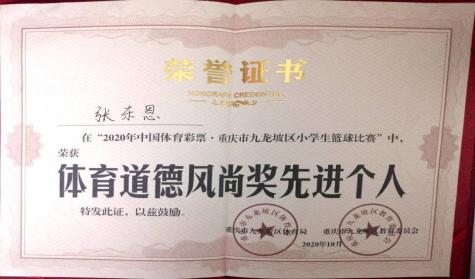 荣誉证书
HONORARY CREDENTIAL
张东恩
在“2020年中国体育彩票·重庆市九龙坡区小学生篮球比赛”中，
荣获
体育道德风尚奖先进个人
特发此证，以兹鼓励。
重庆市九龙坡区体育局 重庆市九龙坡区教育委员会
2020年10月